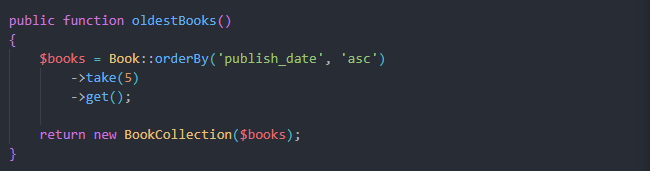 public function oldestBooks()
{
    $books = Book::orderBy('publish_date', 'asc')
        ->take(5)
        ->get();

    return new BookCollection($books);
}